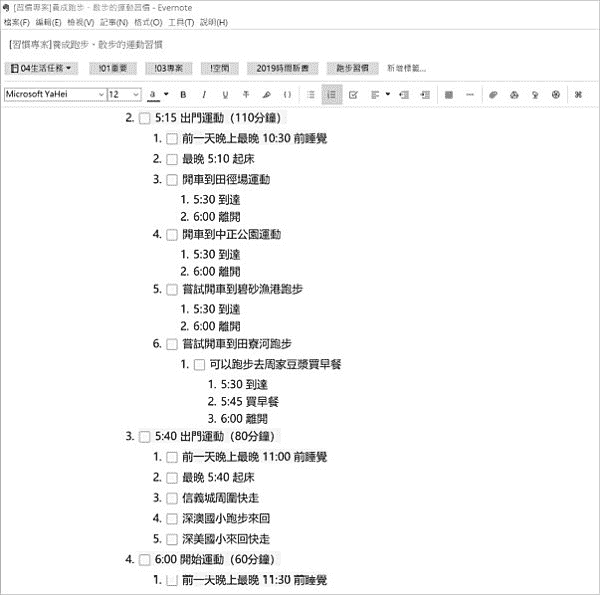 [習慣專案]養成跑步、散步的運動習慣 - Evernote
檔案(F) 編輯(E) 檢視(V) 記事(N) 格式(O) 工具(T) 說明(H)
[習慣專案]養成跑步、散步的運動習慣
04生活任務 !01重要 !03專案 !空閒 2019時間新書 跑步習慣 新增標籤...
Microsoft YaHei 12 a B I U T
2. 5:15 出門運動（110分鐘）
1. 前一天晚上最晚 10:30 前睡覺
2. 最晚 5:10 起床
3. 開車到田徑場運動
1. 5:30 到達
2. 6:00 離開
4. 開車到中正公園運動
1. 5:30 到達
2. 6:00 離開
5. 嘗試開車到碧砂漁港跑步
1. 5:30 到達
2. 6:00 離開
6. 嘗試開車到田寮河跑步
1. 可以跑步去周家豆漿買早餐
1. 5:30 到達
2. 5:45 買早餐
3. 6:00 離開
3. 5:40 出門運動（80分鐘）
1. 前一天晚上最晚 11:00 前睡覺
2. 最晚 5:40 起床
3. 信義城周圍快走
4. 深澳國小跑步來回
5. 深美國小來回快走
4. 6:00 開始運動（60分鐘）
1. 前一天晚上最晚 11:30 前睡覺